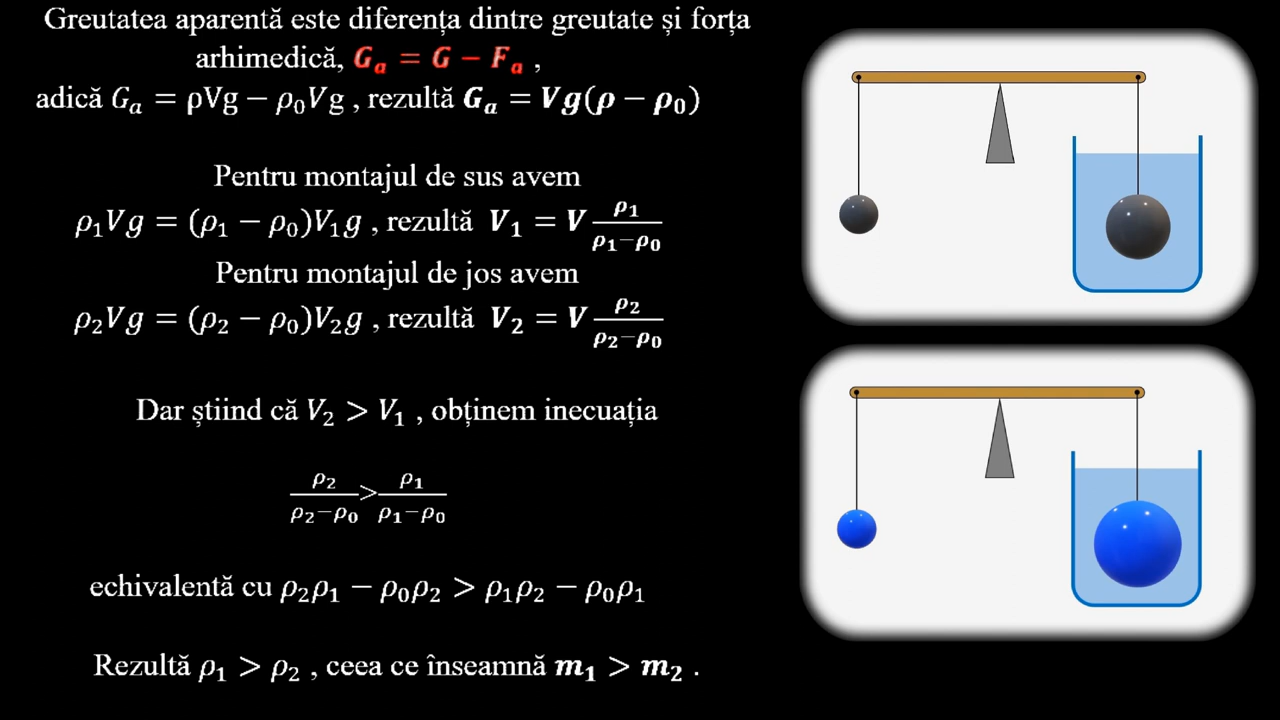 Greutatea aparentă este diferența dintre greutate și forța
arhimedică, Gₐ = G − Fₐ ,
adică Gₐ = ρVg − ρ₀Vg , rezultă Gₐ = Vg(ρ − ρ₀)
Pentru montajul de sus avem
ρ₁Vg = (ρ₁ − ρ₀)V₁g , rezultă V₁ = V ρ₁/(ρ₁−ρ₀)
Pentru montajul de jos avem
ρ₂Vg = (ρ₂ − ρ₀)V₂g , rezultă V₂ = V ρ₂/(ρ₂−ρ₀)
Dar știind că V₂ > V₁ , obținem inecuația
ρ₂/(ρ₂−ρ₀) > ρ₁/(ρ₁−ρ₀)
echivalentă cu ρ₂ρ₁ − ρ₀ρ₂ > ρ₁ρ₂ − ρ₀ρ₁
Rezultă ρ₁ > ρ₂ , ceea ce înseamnă m₁ > m₂ .